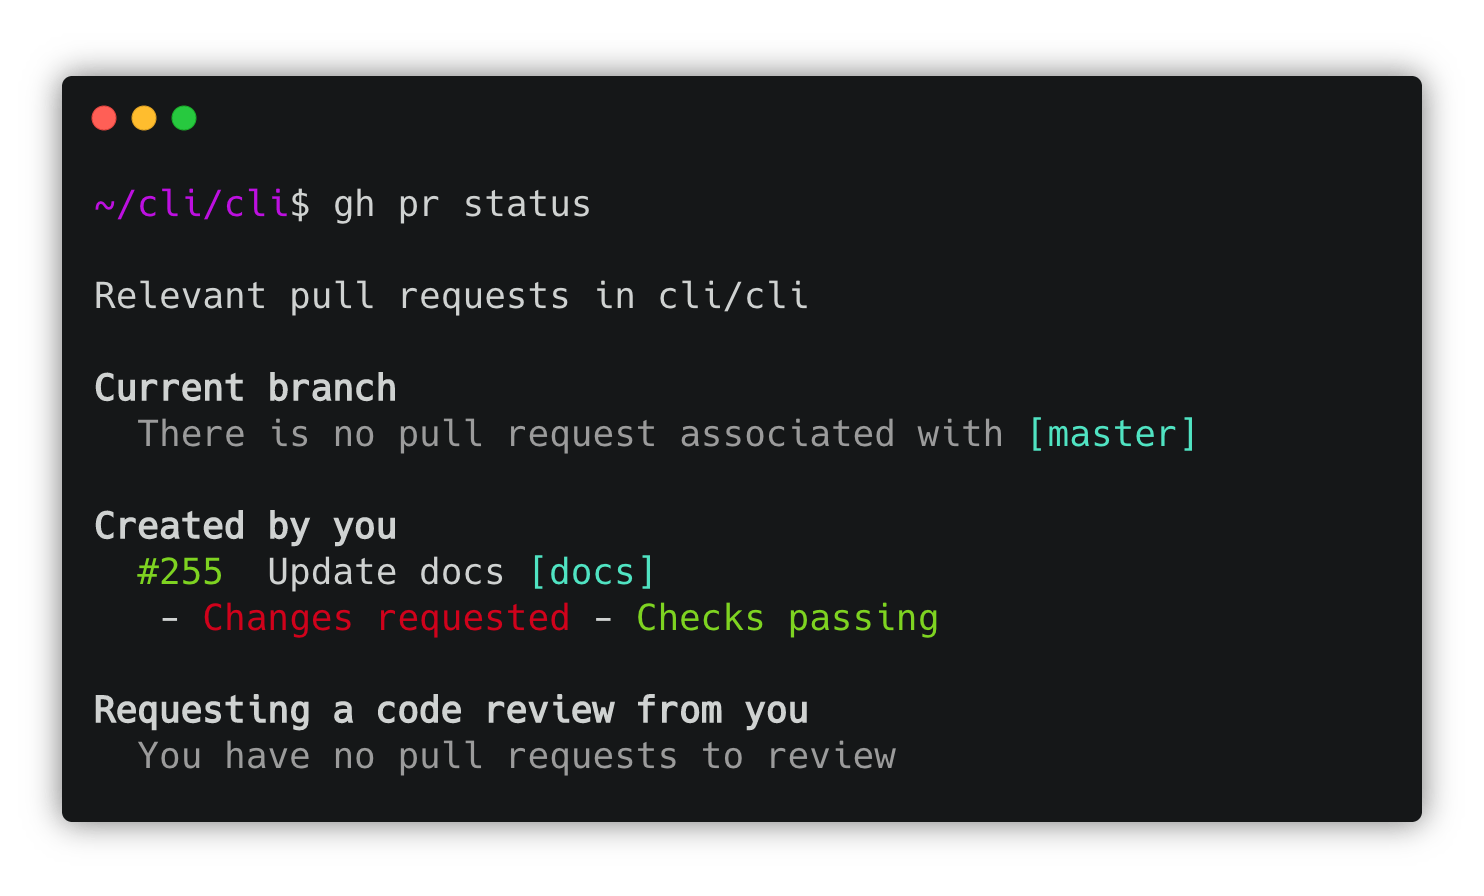 ~/cli/cli$ gh pr status
Relevant pull requests in cli/cli
Current branch
There is no pull request associated with [master]
Created by you
#255  Update docs [docs]
– Changes requested – Checks passing
Requesting a code review from you
You have no pull requests to review